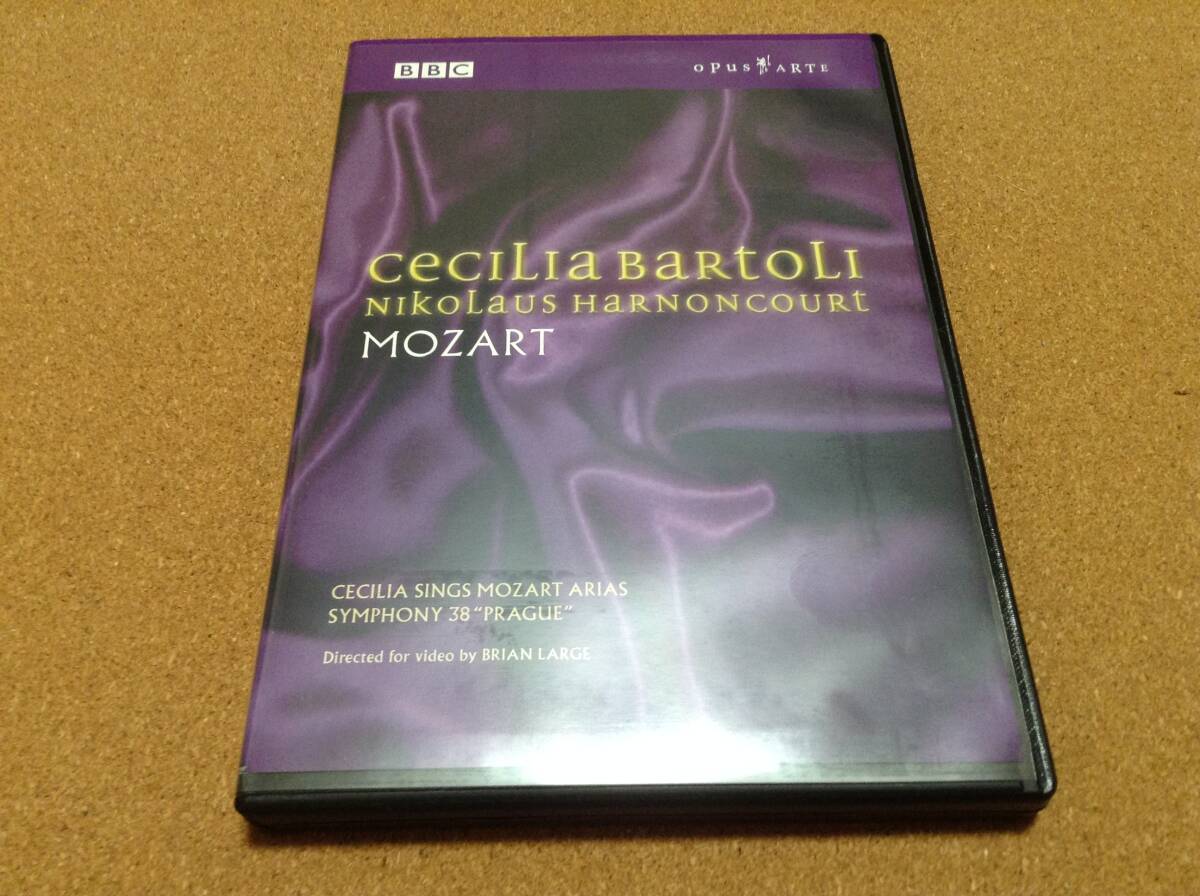 BBC
OPUS ARTE
CECILIA BARTOLI
NIKOLAUS HARNONCOURT
MOZART
CECILIA SINGS MOZART ARIAS
SYMPHONY 38 "PRAGUE"
Directed for video by BRIAN LARGE